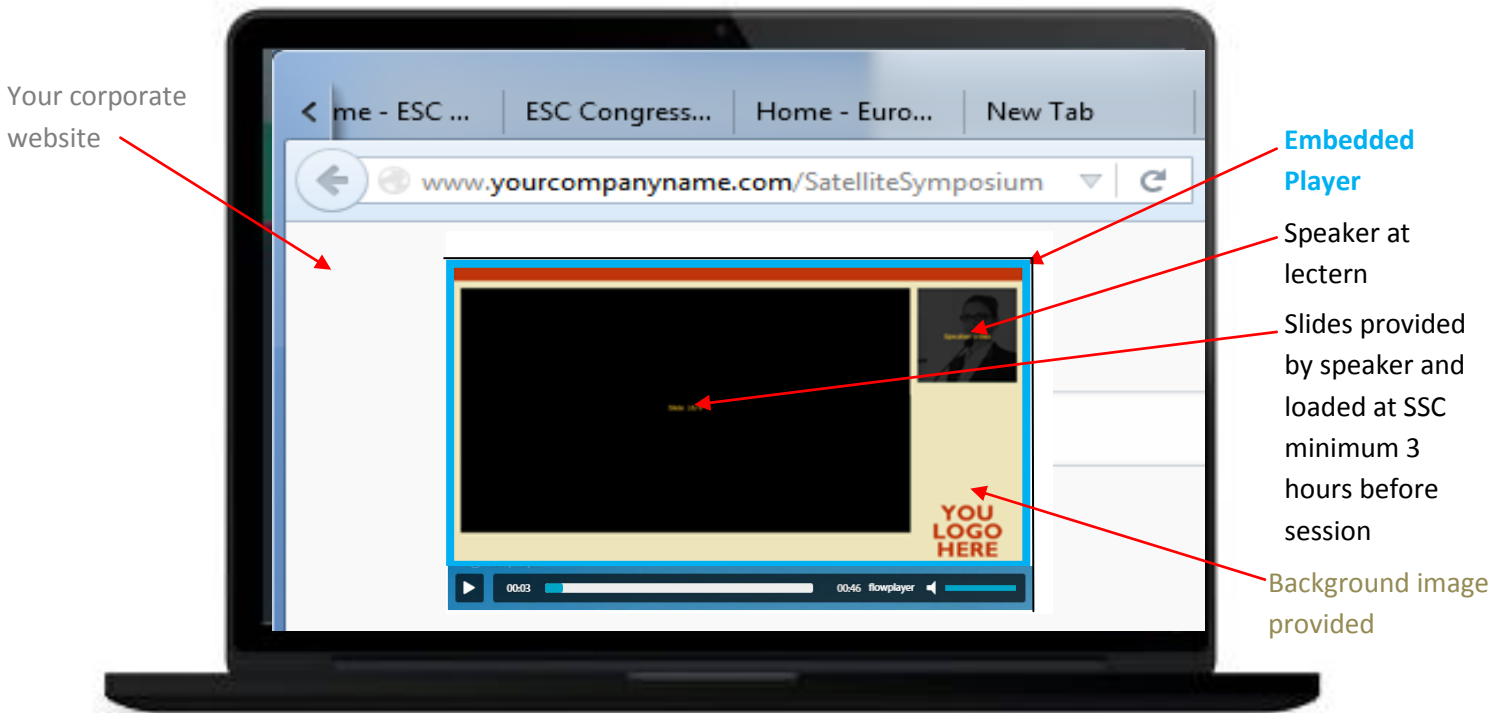 Your corporate
website
me - ESC ...
ESC Congress...
Home - Euro...
New Tab
www.yourcompanyname.com/SatelliteSymposium
Embedded
Player
Speaker at
lectern
Slides provided
by speaker and
loaded at SSC
minimum 3
hours before
session
Background image
provided
YOU
LOGO
HERE
00:03
00:46 flowplayer